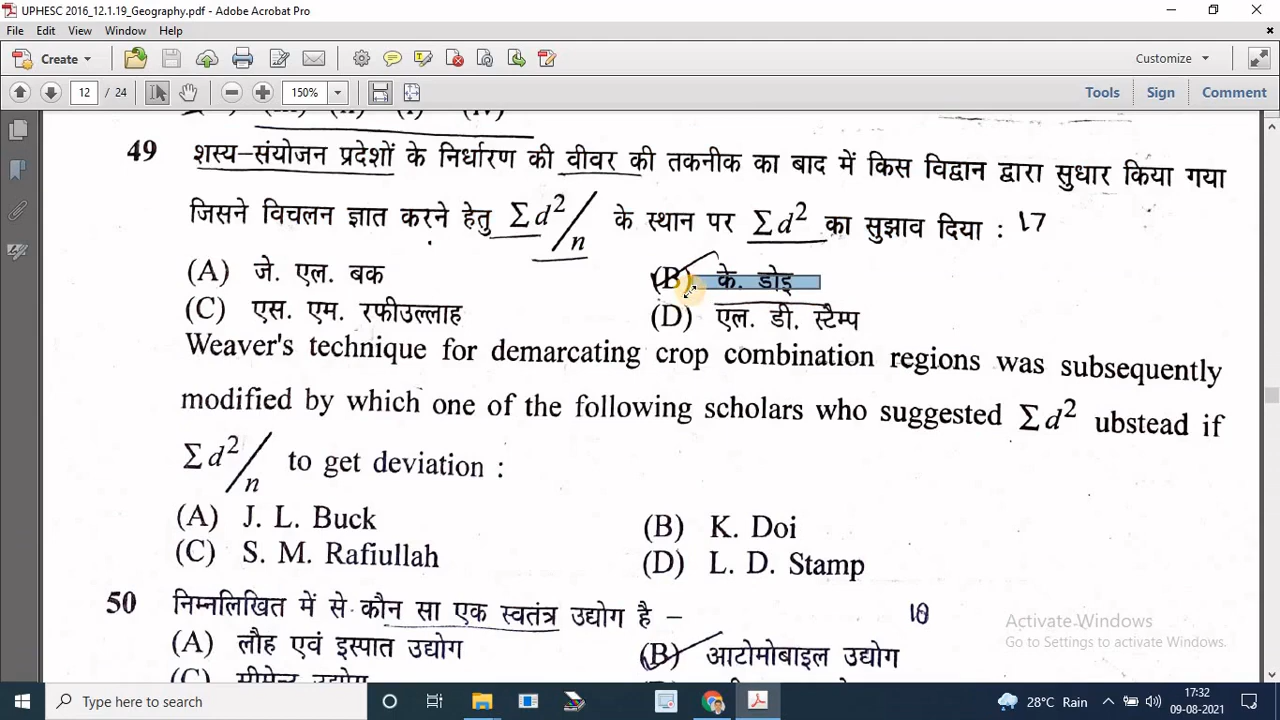 UPHESC 2016_12.1.19_Geography.pdf - Adobe Acrobat Pro
File Edit View Window Help
Create Customize
12 / 24 150% Tools Sign Comment
49 शस्य-संयोजन प्रदेशों के निर्धारण की वीवर की तकनीक का बाद में किस विद्वान द्वारा सुधार किया गया
जिसने विचलन ज्ञात करने हेतु Σd²/n के स्थान पर Σd² का सुझाव दिया : 17
(A) जे. एल. बक (B) के. डोइ
(C) एस. एम. रफीउल्लाह (D) एल. डी. स्टैम्प
Weaver's technique for demarcating crop combination regions was subsequently
modified by which one of the following scholars who suggested Σd² ubstead if
Σd²/n to get deviation :
(A) J. L. Buck (B) K. Doi
(C) S. M. Rafiullah (D) L. D. Stamp
50 निम्नलिखित में से कौन सा एक स्वतंत्र उद्योग है – 18
(A) लौह एवं इस्पात उद्योग (B) आटोमोबाइल उद्योग
Activate Windows
Go to Settings to activate Windows.
Type here to search
28°C Rain
17:32
09-08-2021